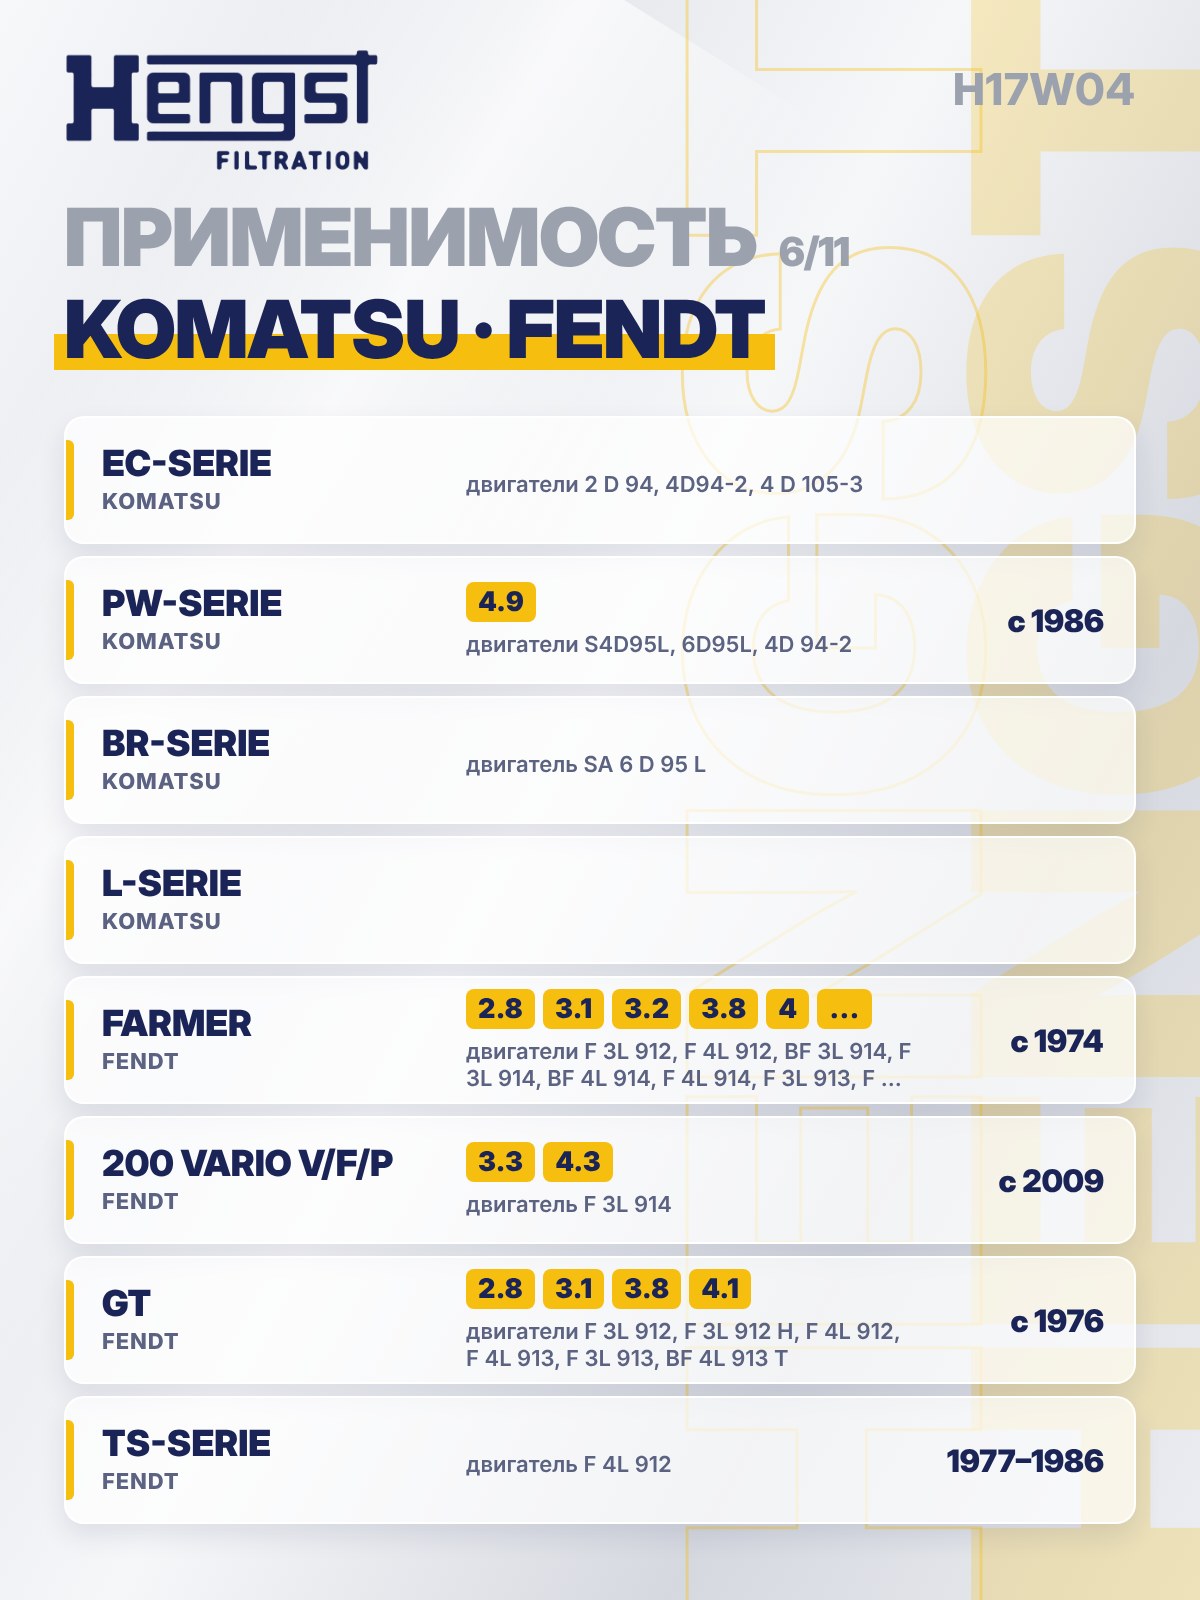 Hengst
FILTRATION
H17W04
ПРИМЕНИМОСТЬ 6/11
KOMATSU · FENDT
EC-SERIE
KOMATSU
двигатели 2 D 94, 4D94-2, 4 D 105-3
PW-SERIE
KOMATSU
4.9
двигатели S4D95L, 6D95L, 4D 94-2
с 1986
BR-SERIE
KOMATSU
двигатель SA 6 D 95 L
L-SERIE
KOMATSU
FARMER
FENDT
2.8 3.1 3.2 3.8 4 ...
двигатели F 3L 912, F 4L 912, BF 3L 914, F
3L 914, BF 4L 914, F 4L 914, F 3L 913, F ...
с 1974
200 VARIO V/F/P
FENDT
3.3 4.3
двигатель F 3L 914
с 2009
GT
FENDT
2.8 3.1 3.8 4.1
двигатели F 3L 912, F 3L 912 H, F 4L 912,
F 4L 913, F 3L 913, BF 4L 913 T
с 1976
TS-SERIE
FENDT
двигатель F 4L 912
1977–1986
HENGST